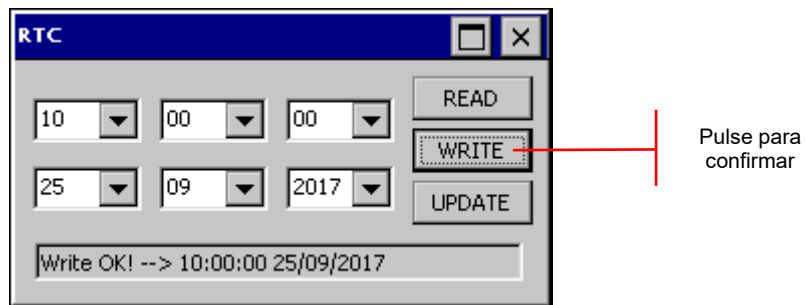 RTC
READ
10 00 00
WRITE
Pulse para
confirmar
25 09 2017
UPDATE
Write OK! --> 10:00:00 25/09/2017